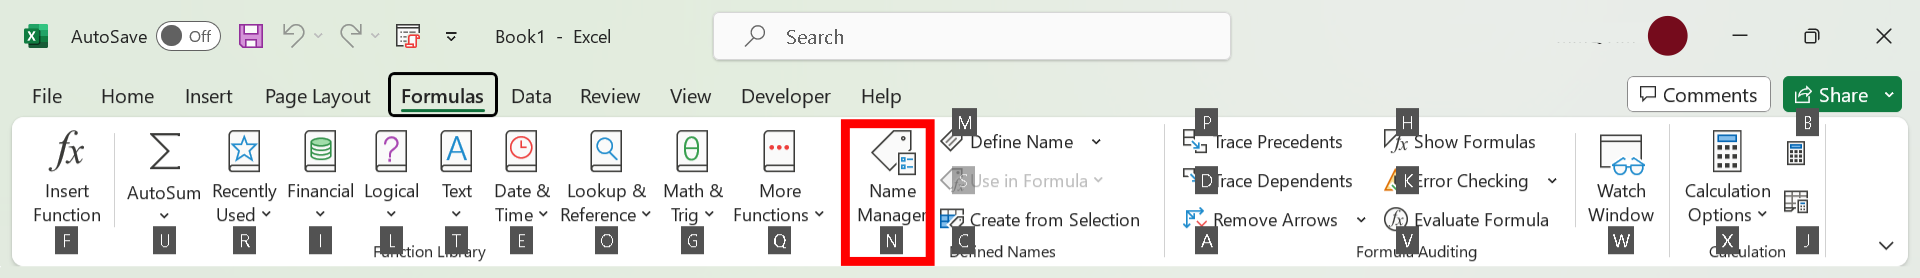 AutoSave Off Book1 - Excel Search
File Home Insert Page Layout Formulas Data Review View Developer Help Comments Share
fx Insert Function F
AutoSum U
Recently Used R
Financial I
Logical L
Text T
Date & Time E
Lookup & Reference O
Math & Trig G
More Functions Q
Function Library
Name Manager N
M Define Name
S Use in Formula
C Create from Selection
Defined Names
P Trace Precedents
D Trace Dependents
A Remove Arrows
H Show Formulas
K Error Checking
V Evaluate Formula
Formula Auditing
Watch Window W
Calculation Options X
B
J
Calculation